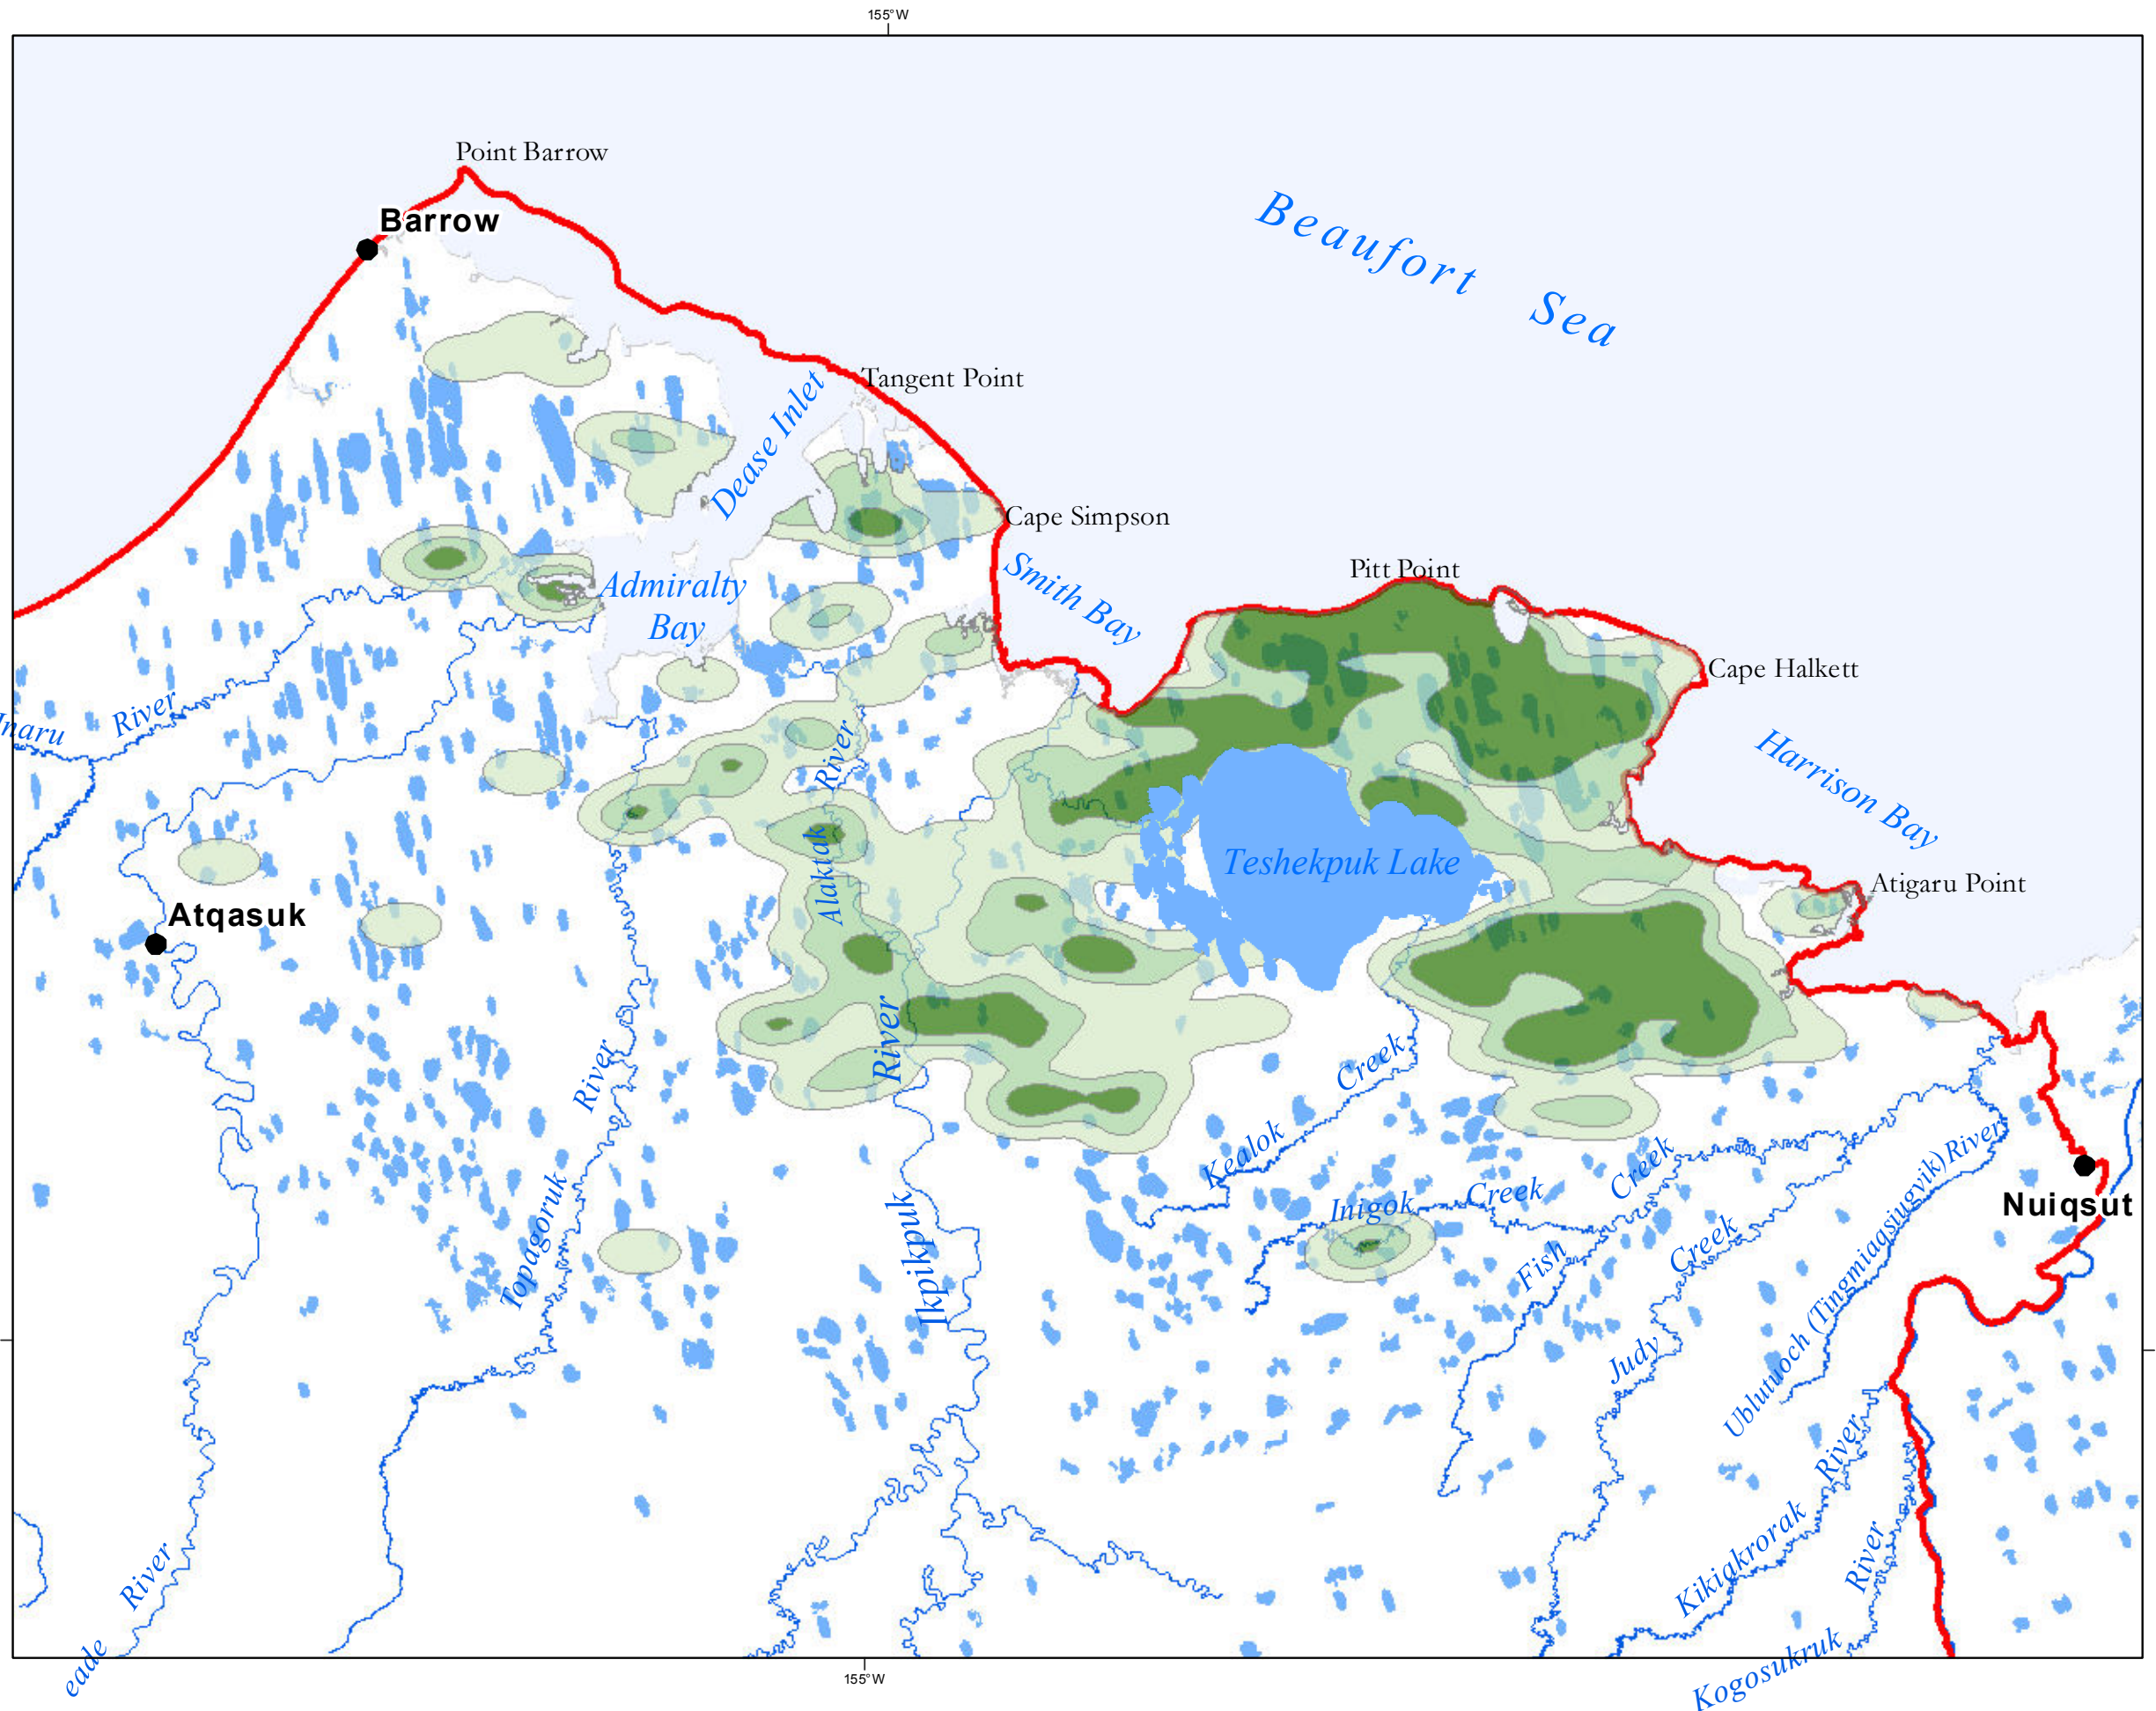 155°W
Point Barrow
Barrow
Beaufort Sea
Tangent Point
Dease Inlet
Cape Simpson
Smith Bay
Pitt Point
Admiralty
Bay
Cape Halkett
Harrison Bay
River
naru
River
Alaktak
Teshekpuk Lake
Atigaru Point
Atqasuk
River
River
Creek
Kealok
Inigok
Creek
Creek
Fish
Creek
Judy
Ublutuoch (Tingmiaqsiugvik) River
Nuiqsut
Topagoruk
Ikpikpuk
River
Kikiakrorak
River
Kogosukruk
River
eade
155°W